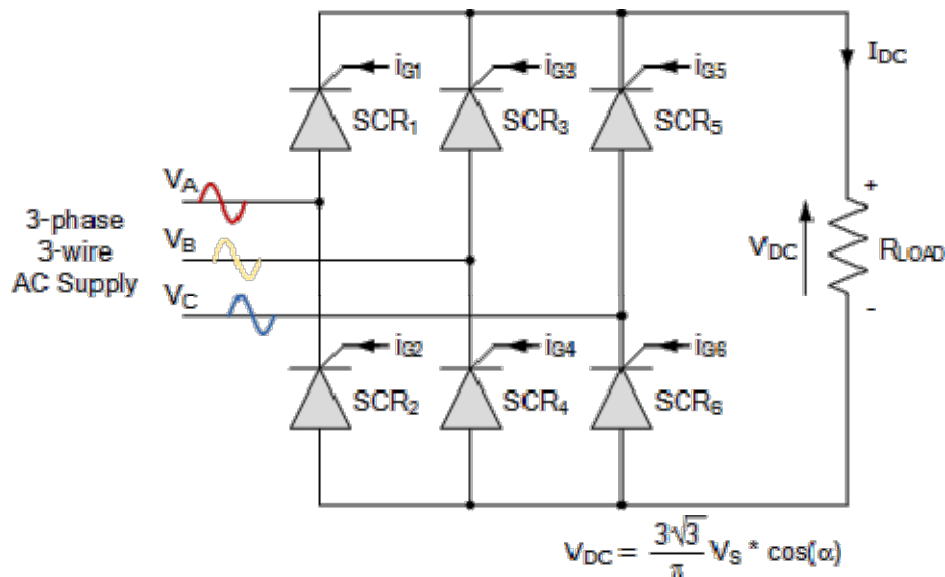 iG1
iG3
iG5
IDC
SCR1
SCR3
SCR5
VA
3-phase
3-wire
AC Supply
VB
VC
+
VDC
RLOAD
-
iG2
iG4
iG6
SCR2
SCR4
SCR6
VDC = 3√3/π VS * cos(α)